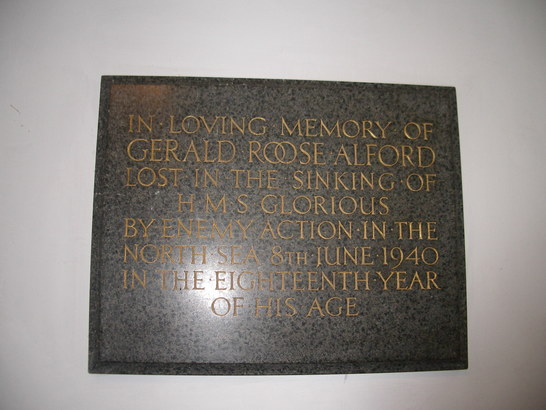 IN·LOVING MEMORY OF
GERALD ROOSE ALFORD
LOST IN THE SINKING·OF
H·M·S GLORIOUS
BY·ENEMY ACTION·IN THE
NORTH SEA 8TH JUNE 1940
IN THE·EIGHTEENTH YEAR
OF HIS AGE